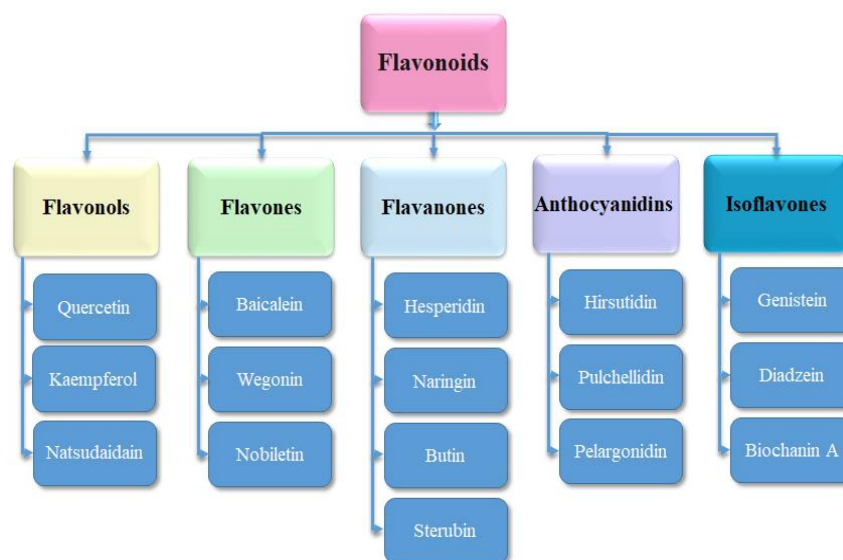 Flavonoids
Flavonols
Flavones
Flavanones
Anthocyanidins
Isoflavones
Quercetin
Kaempferol
Natsudaidain
Baicalein
Wegonin
Nobiletin
Hesperidin
Naringin
Butin
Sterubin
Hirsutidin
Pulchellidin
Pelargonidin
Genistein
Diadzein
Biochanin A